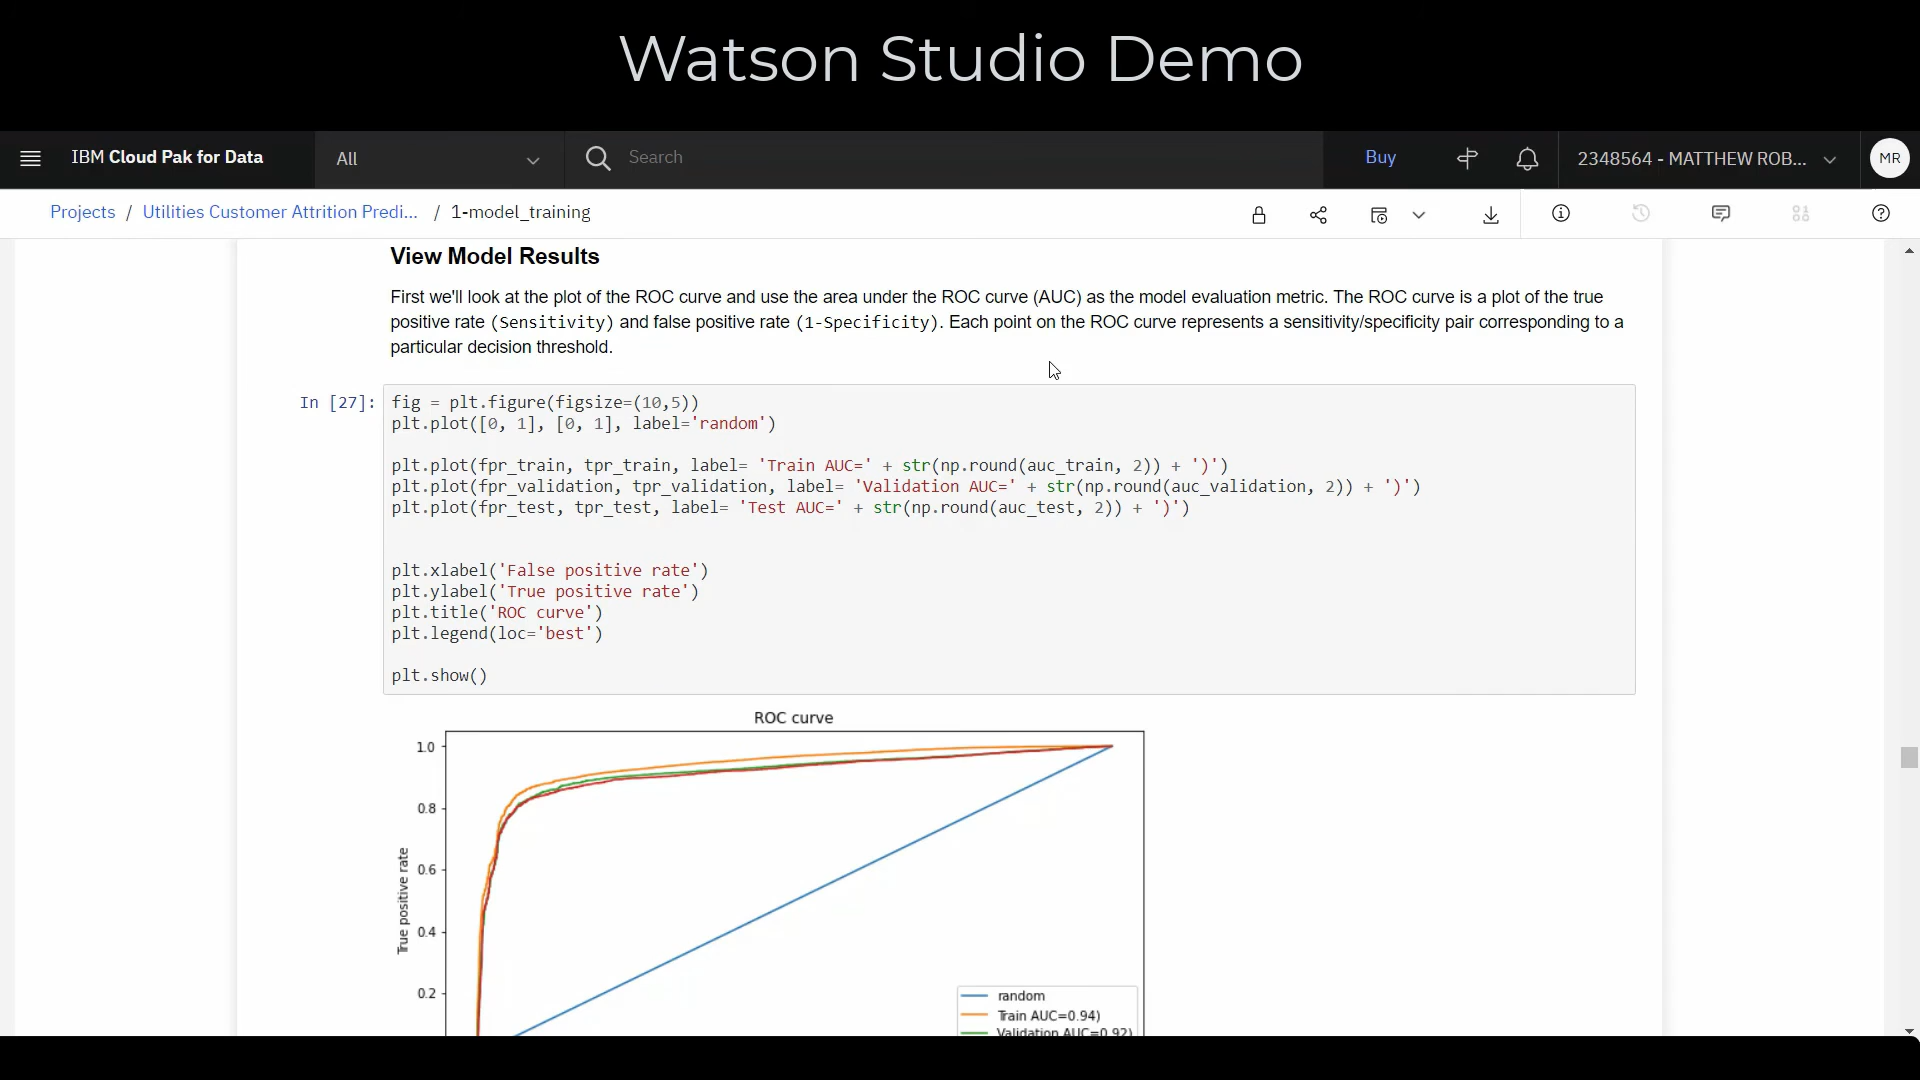 Watson Studio Demo
IBM Cloud Pak for Data
All
Search
Buy
2348564 - MATTHEW ROB...
MR
Projects / Utilities Customer Attrition Predi... / 1-model_training
View Model Results
First we'll look at the plot of the ROC curve and use the area under the ROC curve (AUC) as the model evaluation metric. The ROC curve is a plot of the true
positive rate (Sensitivity) and false positive rate (1-Specificity). Each point on the ROC curve represents a sensitivity/specificity pair corresponding to a
particular decision threshold.
In [27]:
fig = plt.figure(figsize=(10,5))
plt.plot([0, 1], [0, 1], label='random')
plt.plot(fpr_train, tpr_train, label= 'Train AUC=' + str(np.round(auc_train, 2)) + ')')
plt.plot(fpr_validation, tpr_validation, label= 'Validation AUC=' + str(np.round(auc_validation, 2)) + ')')
plt.plot(fpr_test, tpr_test, label= 'Test AUC=' + str(np.round(auc_test, 2)) + ')')
plt.xlabel('False positive rate')
plt.ylabel('True positive rate')
plt.title('ROC curve')
plt.legend(loc='best')
plt.show()
ROC curve
1.0
0.8
0.6
0.4
0.2
True positive rate
random
Train AUC=0.94)
Validation AUC=0.92)